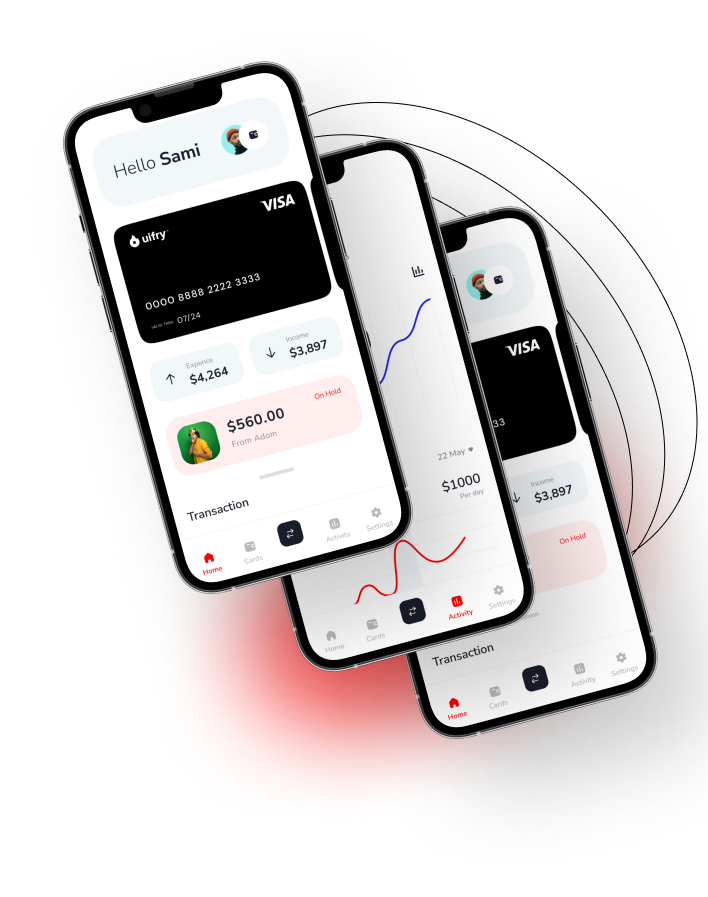 Hello Sami
VISA
uifry
0000 8888 2222 3333
VALID THRU 07/24
Expence
$4,264
Income
$3,897
On Hold
$560.00
From Adom
Transaction
Home
Cards
Activity
Settings
22 May
$1000
Per day
Home
Cards
Activity
Settings
VISA
33
Income
$3,897
On Hold
Transaction
Home
Cards
Activity
Settings